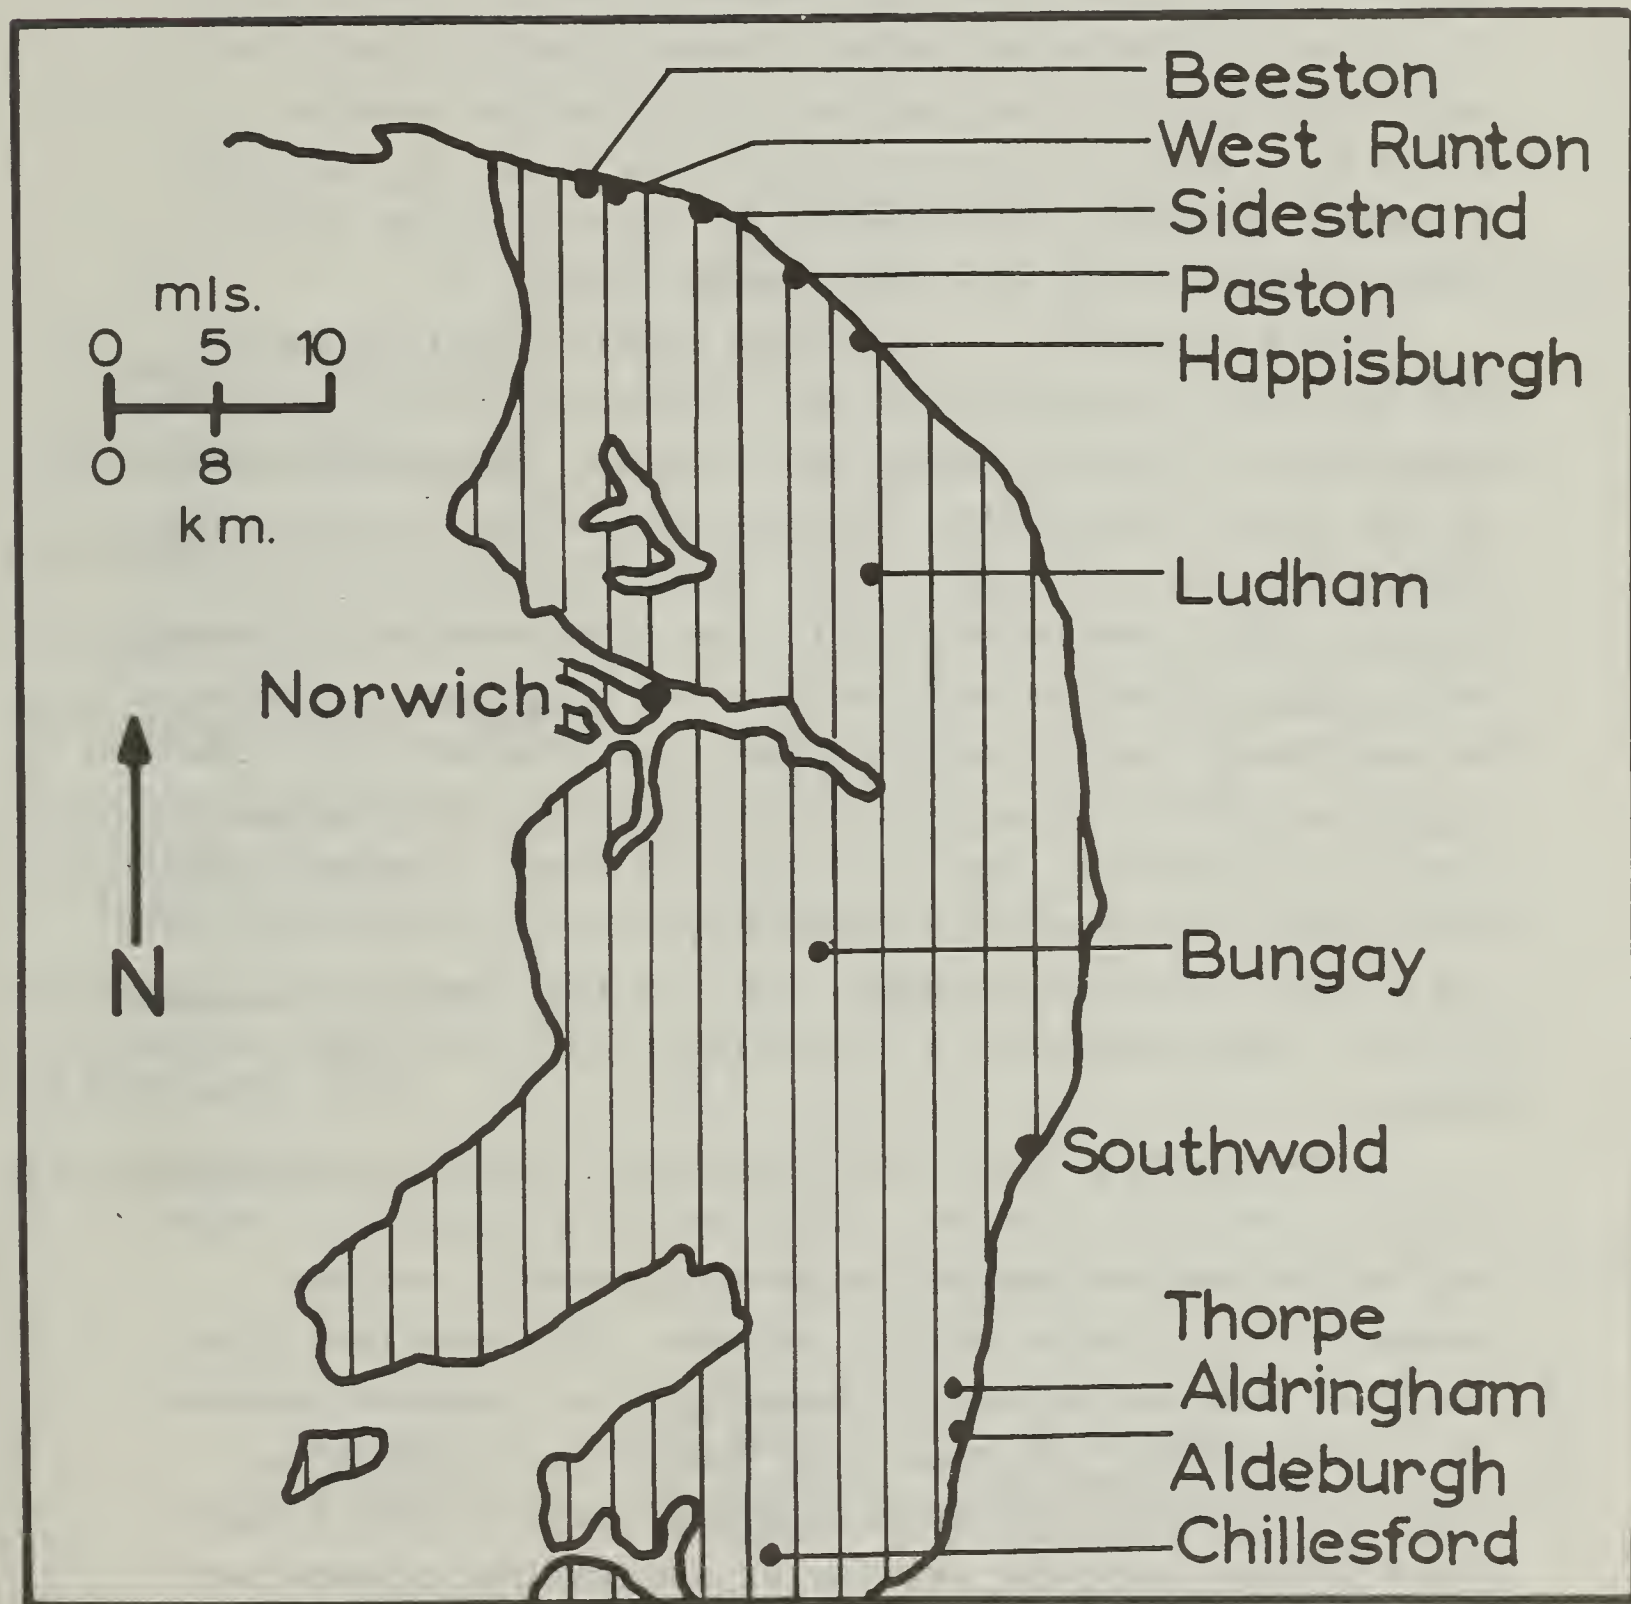 Beeston
West Runton
Sidestrand
Paston
Happisburgh
mls.
0 5 10
0 8
km.
Ludham
Norwich
N
Bungay
Southwold
Thorpe
Aldringham
Aldeburgh
Chillesford